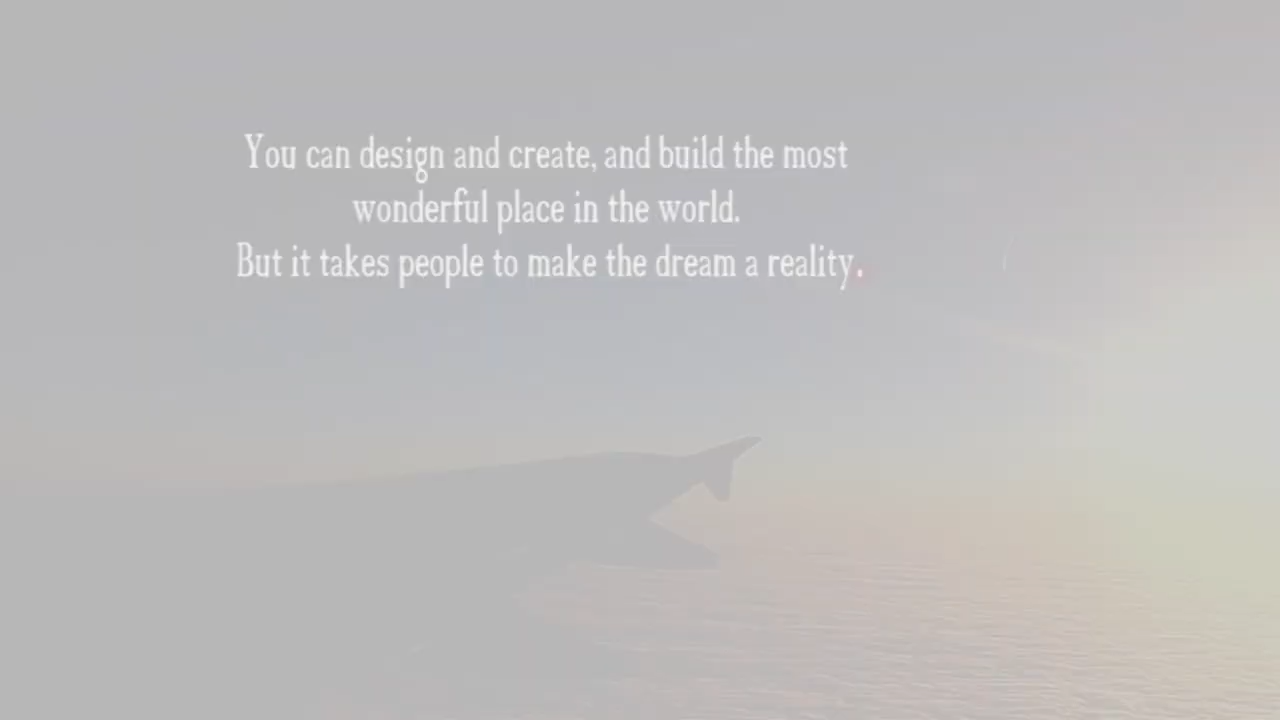 You can design and create, and build the most
wonderful place in the world.
But it takes people to make the dream a reality.